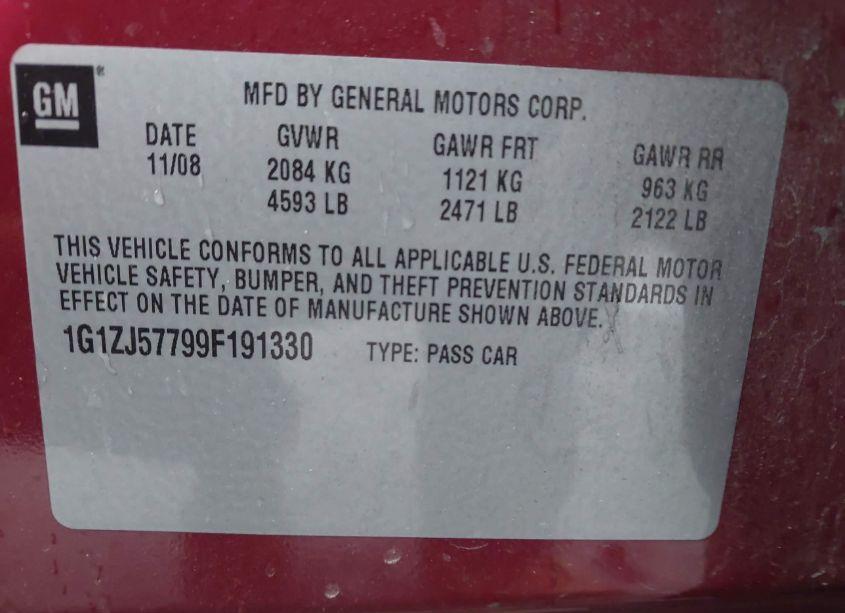 GM
MFD BY GENERAL MOTORS CORP.
DATE GVWR GAWR FRT GAWR RR
11/08 2084 KG 1121 KG 963 KG
4593 LB 2471 LB 2122 LB
THIS VEHICLE CONFORMS TO ALL APPLICABLE U.S. FEDERAL MOTOR
VEHICLE SAFETY, BUMPER, AND THEFT PREVENTION STANDARDS IN
EFFECT ON THE DATE OF MANUFACTURE SHOWN ABOVE.
1G1ZJ57799F191330 TYPE: PASS CAR